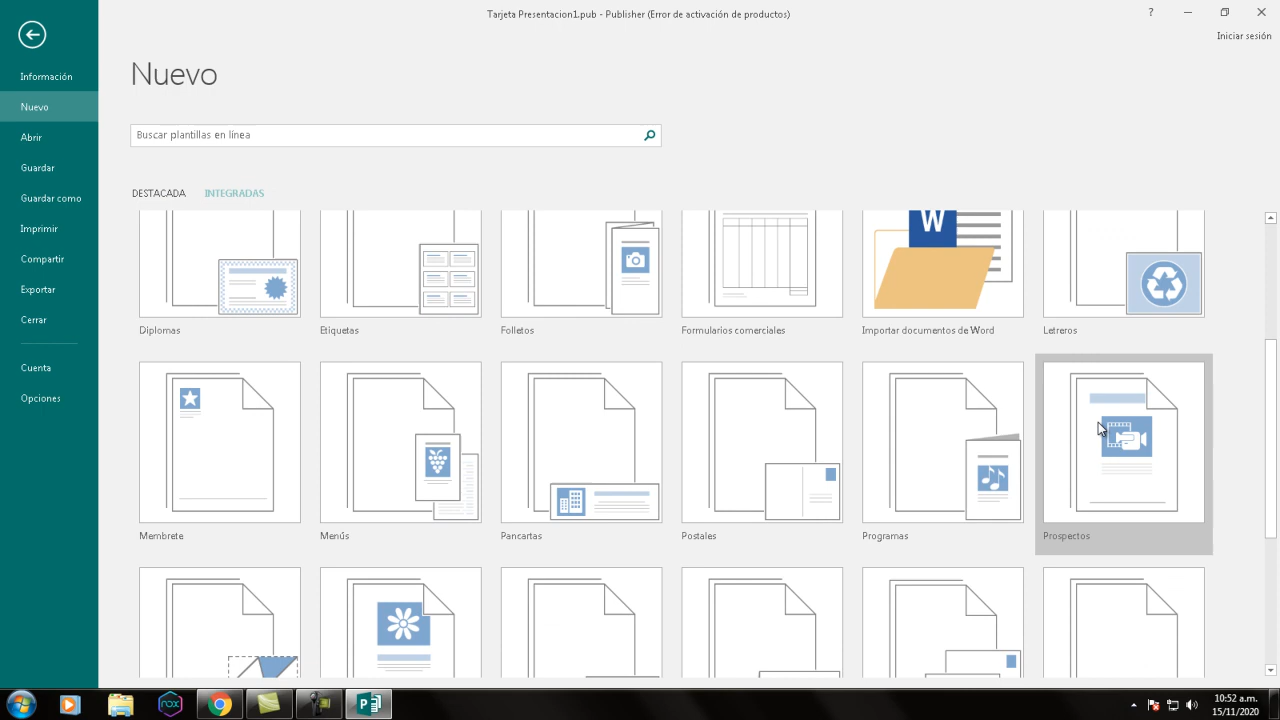 Tarjeta Presentacion1.pub - Publisher (Error de activación de productos)
?
Iniciar sesión
Información
Nuevo
Abrir
Guardar
Guardar como
Imprimir
Compartir
Exportar
Cerrar
Cuenta
Opciones
Nuevo
Buscar plantillas en línea
DESTACADA INTEGRADAS
W
Diplomas Etiquetas Folletos Formularios comerciales Importar documentos de Word Letreros
Membrete Menús Pancartas Postales Programas Prospectos
nox
P
10:52 a.m.
15/11/2020